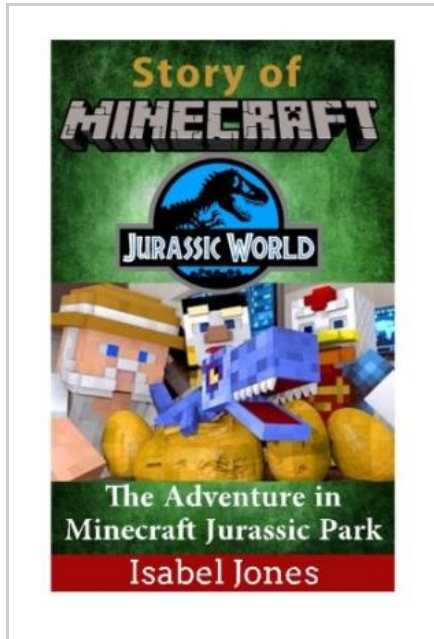 Story of
MINECRAFT
JURASSIC WORLD
The Adventure in
Minecraft Jurassic Park
Isabel Jones